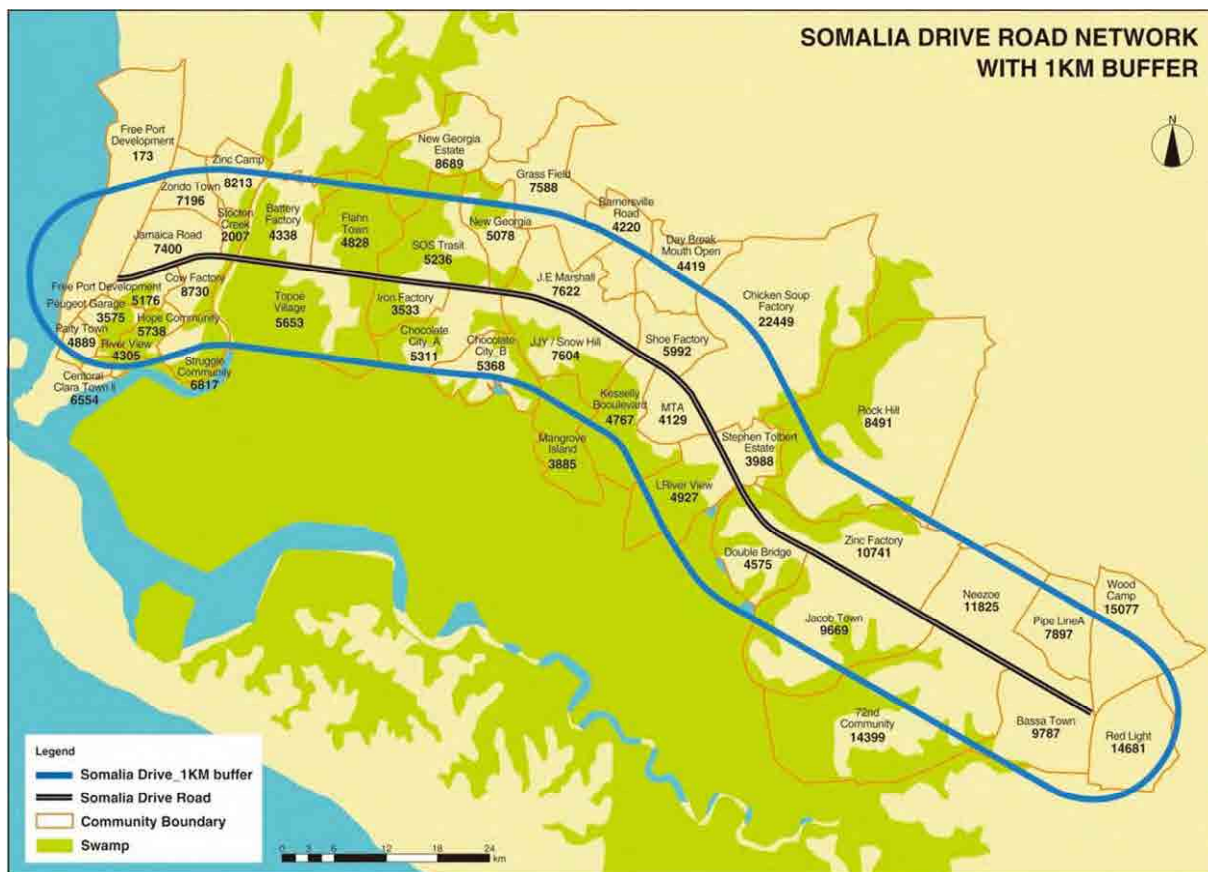 SOMALIA DRIVE ROAD NETWORK
WITH 1KM BUFFER
N
Free Port
Development
173
Zinc Camp
8213
Zondo Town
7196
Stocton
Creek
2007
Battery
Factory
4338
Jamaica Road
7400
Flahn
Town
4828
New Georgia
Estate
8689
Grass Field
7588
New Georgia
5078
SOS Trasit
5236
Barnersville
Road
4220
Day Break
Mouth Open
4419
J.E Marshall
7622
Chicken Soup
Factory
22449
Free Port Development
5176
Cow Factory
8730
Peugeot Garage
3575
Hope Community
5738
Patty Town
4889
River View
4305
Centoral
Clara Town II
6554
Struggle
Community
6817
Topoe
Village
5653
Iron Factory
3533
Chocolate
City_A
5311
Chocolate
City_B
5368
JJY / Snow Hill
7604
Shoe Factory
5992
Kesselly
Booulevard
4767
MTA
4129
Mangrove
Island
3885
Stephen Tolbert
Estate
3988
Rock Hill
8491
LRiver View
4927
Double Bridge
4575
Zinc Factory
10741
Jacob Town
9669
Neezoe
11825
Pipe LineA
7897
Wood
Camp
15077
72nd
Community
14399
Bassa Town
9787
Red Light
14681
Legend
Somalia Drive_1KM buffer
Somalia Drive Road
Community Boundary
Swamp
0 3 6 12 18 24
km